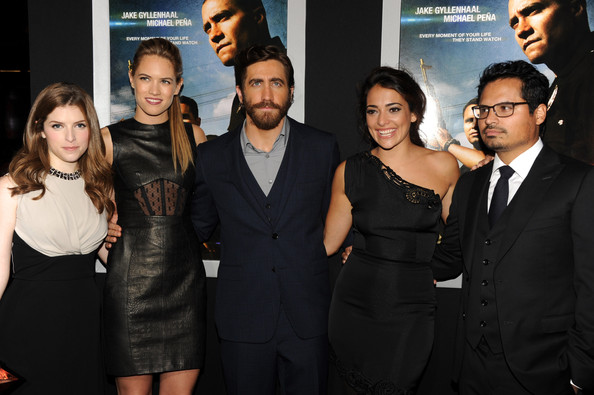 JAKE GYLLENHAAL
MICHAEL PEÑA
EVERY MOMENT OF YOUR LIFE
THEY STAND WATCH
JAKE GYLLENHAAL
MICHAEL PEÑA
EVERY MOMENT OF YOUR LIFE
THEY STAND WATCH